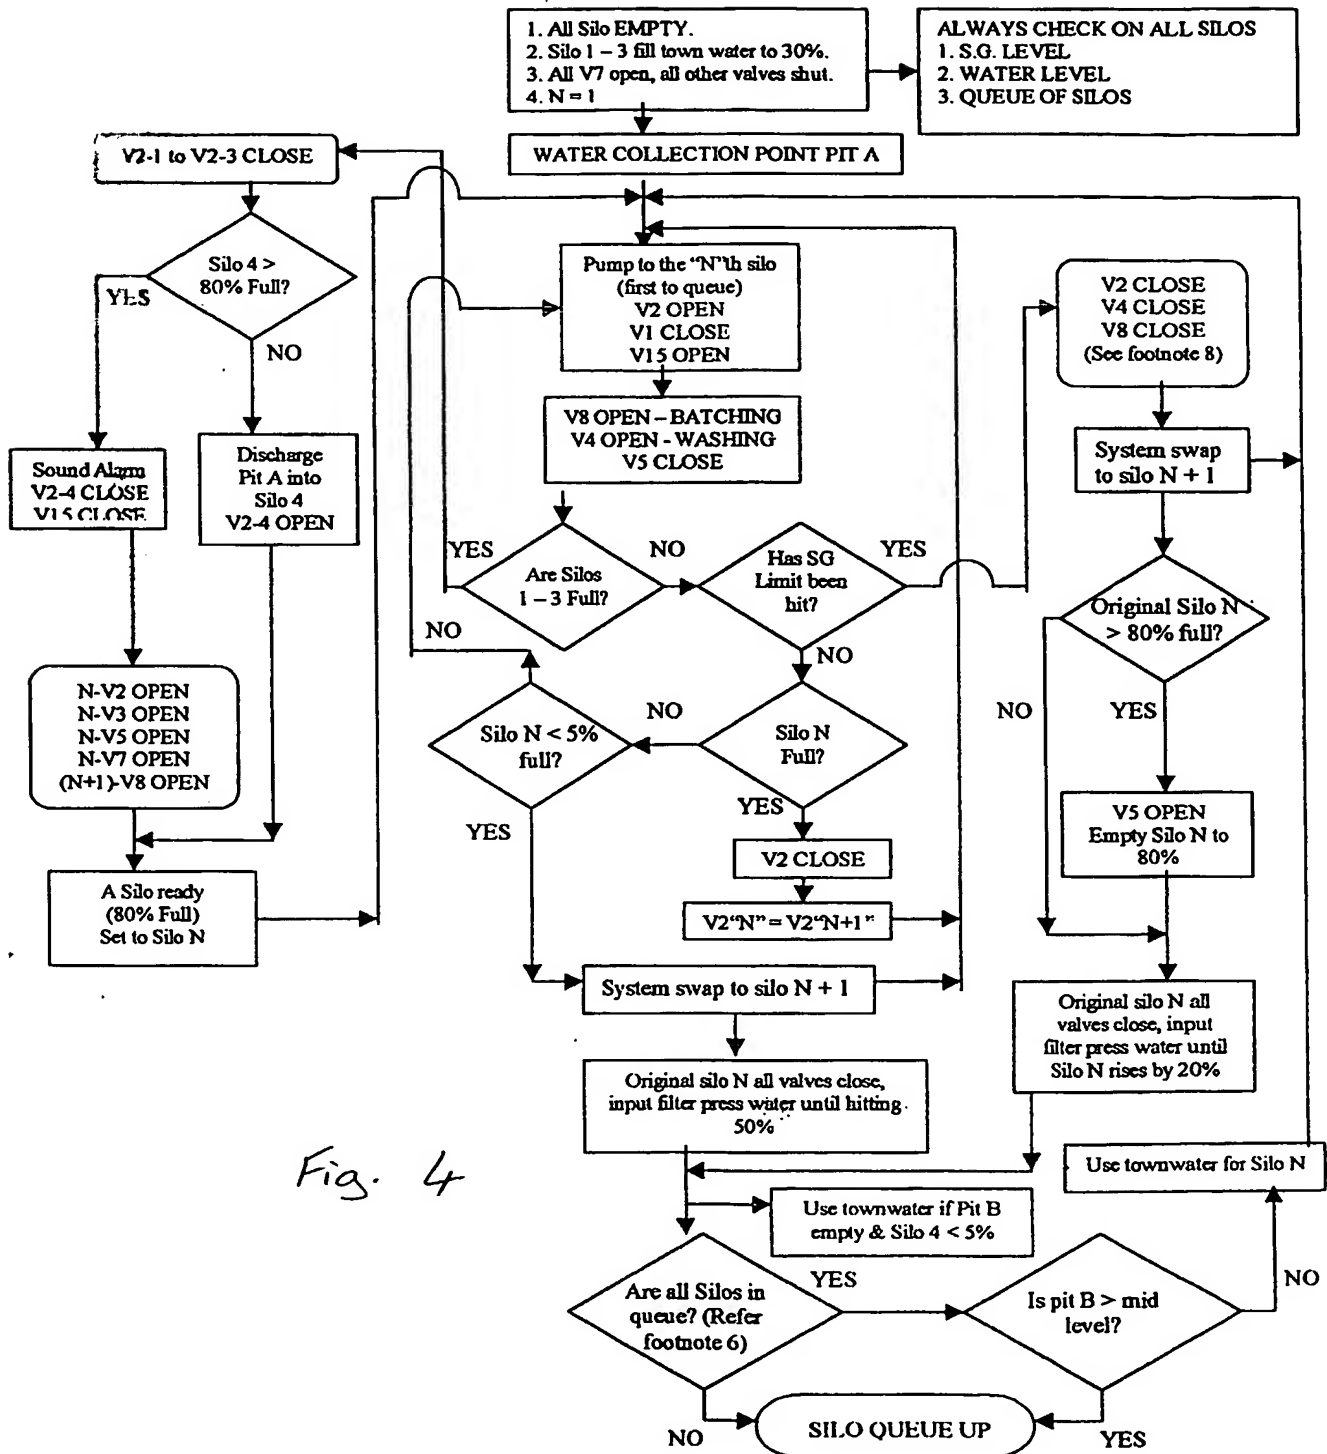 1. All Silo EMPTY.
2. Silo 1 – 3 fill town water to 30%.
3. All V7 open, all other valves shut.
4. N = 1
ALWAYS CHECK ON ALL SILOS
1. S.G. LEVEL
2. WATER LEVEL
3. QUEUE OF SILOS
WATER COLLECTION POINT PIT A
V2-1 to V2-3 CLOSE
Silo 4 >
80% Full?
YES
NO
Sound Alarm
V2-4 CLOSE
V15 CLOSE
Discharge
Pit A into
Silo 4
V2-4 OPEN
N-V2 OPEN
N-V3 OPEN
N-V5 OPEN
N-V7 OPEN
(N+1)-V8 OPEN
A Silo ready
(80% Full)
Set to Silo N
Pump to the "N"th silo
(first to queue)
V2 OPEN
V1 CLOSE
V15 OPEN
V8 OPEN – BATCHING
V4 OPEN - WASHING
V5 CLOSE
YES
Are Silos
1 – 3 Full?
NO
Has SG
Limit been
hit?
YES
NO
NO
Silo N < 5%
full?
NO
Silo N
Full?
YES
YES
V2 CLOSE
V2"N" = V2"N+1"
System swap to silo N + 1
Original silo N all valves close,
input filter press water until hitting
50%
V2 CLOSE
V4 CLOSE
V8 CLOSE
(See footnote 8)
System swap
to silo N + 1
Original Silo N
> 80% full?
NO
YES
V5 OPEN
Empty Silo N to
80%
Original silo N all
valves close, input
filter press water until
Silo N rises by 20%
Use townwater for Silo N
Use townwater if Pit B
empty & Silo 4 < 5%
Are all Silos in
queue? (Refer
footnote 6)
YES
Is pit B > mid
level?
NO
NO
SILO QUEUE UP
YES
Fig. 4